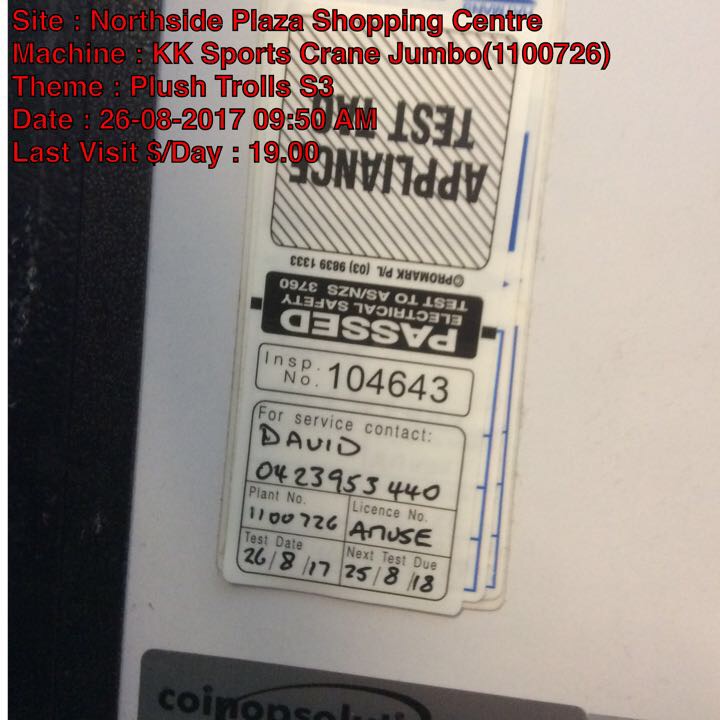 Site : Northside Plaza Shopping Centre
Machine : KK Sports Crane Jumbo(1100726)
Theme : Plush Trolls S3
Date : 26-08-2017 09:50 AM
Last Visit $/Day : 19.00
APPLIANCE
TEST TAG
©PROMARK P/L (03) 9839 1333
PASSED
ELECTRICAL SAFETY
TEST TO AS/NZS 3760
Insp. No. 104643
For service contact:
DAVID
0423953440
Plant No. Licence No.
1100726 AMUSE
Test Date Next Test Due
26/8/17 25/8/18